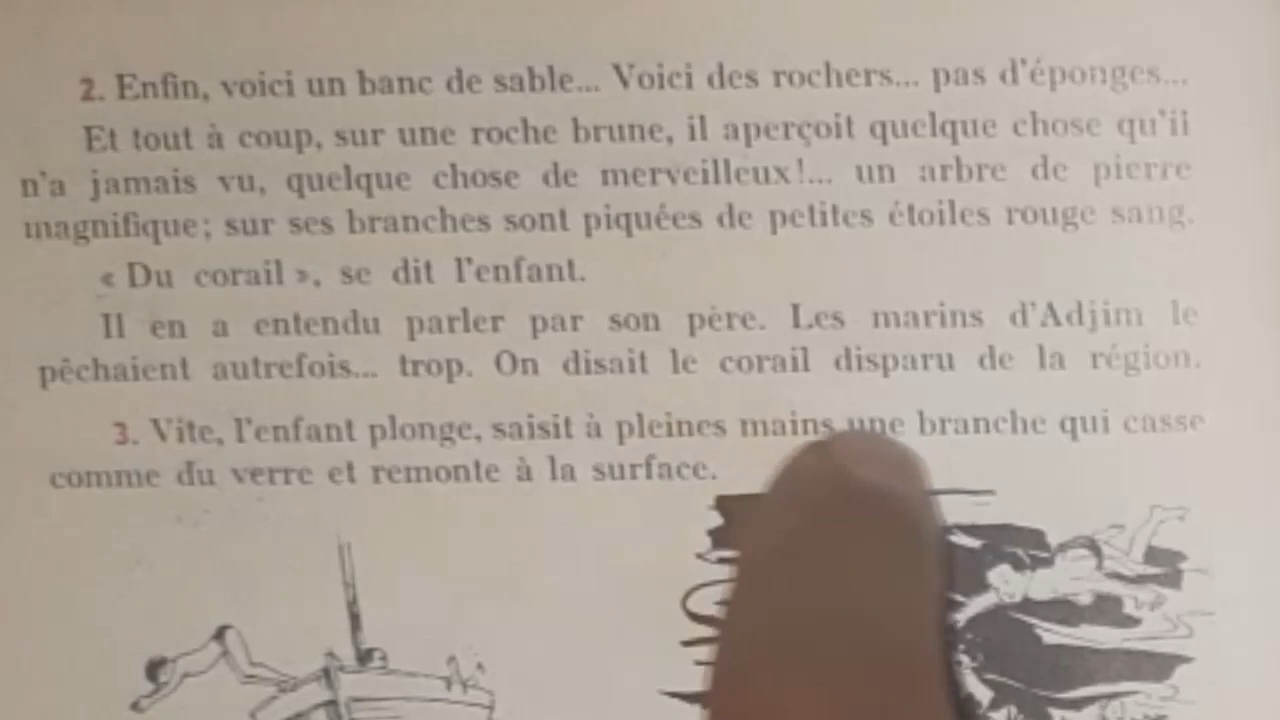 2. Enfin, voici un banc de sable... Voici des rochers... pas d'éponges...
Et tout à coup, sur une roche brune, il aperçoit quelque chose qu'il
n'a jamais vu, quelque chose de merveilleux!... un arbre de pierre
magnifique; sur ses branches sont piquées de petites étoiles rouge sang.
« Du corail », se dit l'enfant.
Il en a entendu parler par son père. Les marins d'Adjim le
pêchaient autrefois... trop. On disait le corail disparu de la région.
3. Vite, l'enfant plonge, saisit à pleines mains une branche qui casse
comme du verre et remonte à la surface.